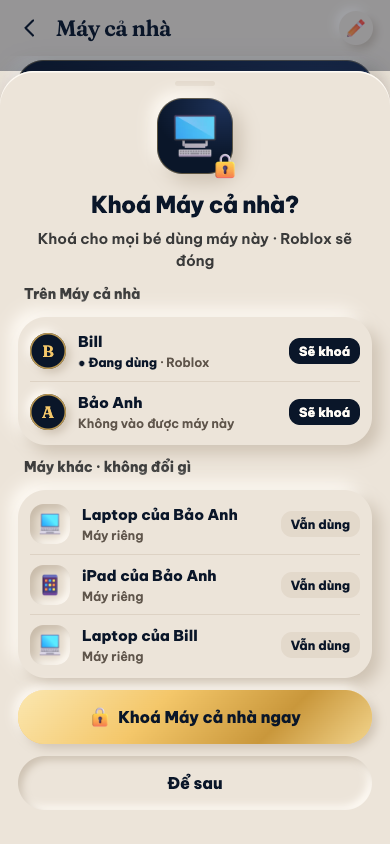 Máy cả nhà
Khoá Máy cả nhà?
Khoá cho mọi bé dùng máy này · Roblox sẽ
đóng
Trên Máy cả nhà
B
Bill
● Đang dùng · Roblox
Sẽ khoá
A
Bảo Anh
Không vào được máy này
Sẽ khoá
Máy khác · không đổi gì
Laptop của Bảo Anh
Máy riêng
Vẫn dùng
iPad của Bảo Anh
Máy riêng
Vẫn dùng
Laptop của Bill
Máy riêng
Vẫn dùng
Khoá Máy cả nhà ngay
Để sau